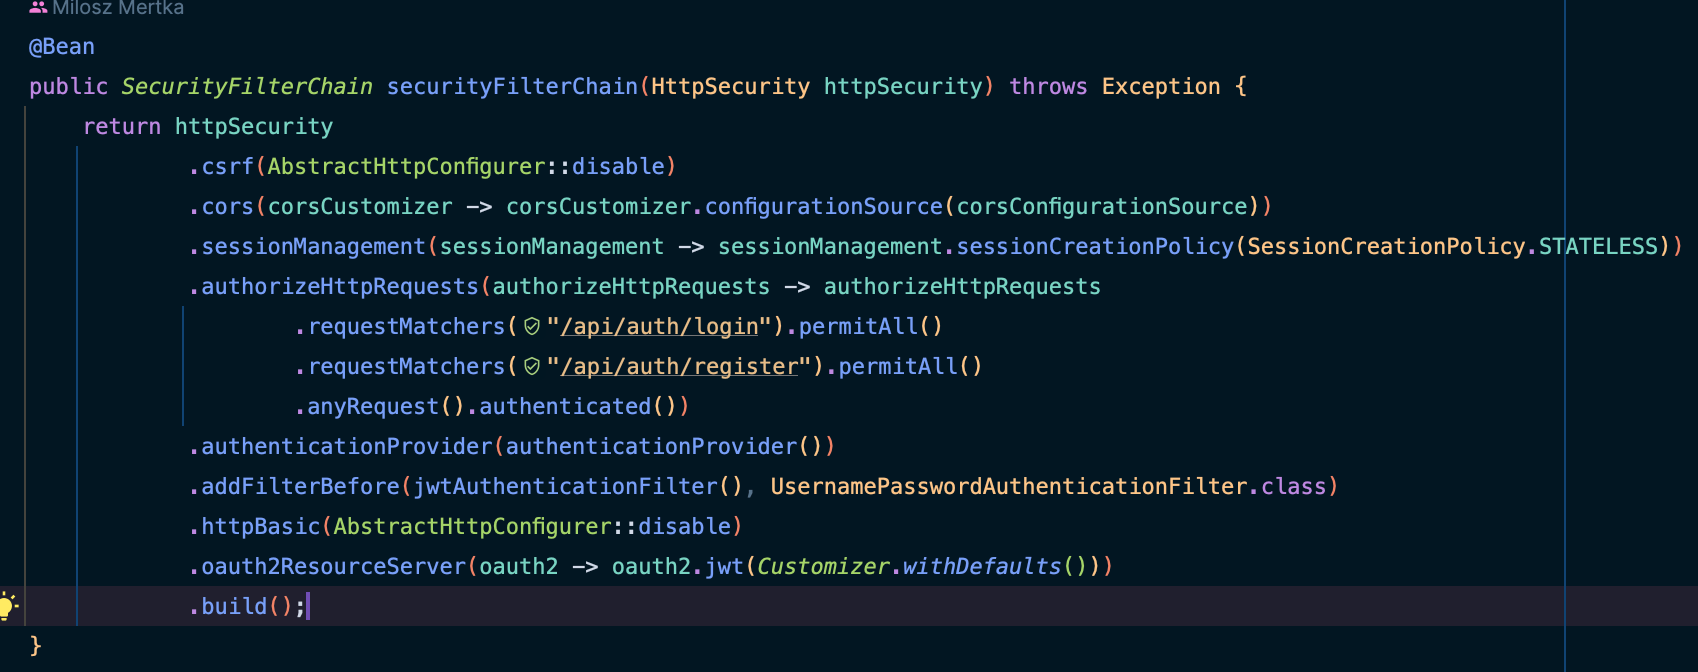 Milosz Mertka
@Bean
public SecurityFilterChain securityFilterChain(HttpSecurity httpSecurity) throws Exception {
return httpSecurity
.csrf(AbstractHttpConfigurer::disable)
.cors(corsCustomizer -> corsCustomizer.configurationSource(corsConfigurationSource))
.sessionManagement(sessionManagement -> sessionManagement.sessionCreationPolicy(SessionCreationPolicy.STATELESS))
.authorizeHttpRequests(authorizeHttpRequests -> authorizeHttpRequests
.requestMatchers("/api/auth/login").permitAll()
.requestMatchers("/api/auth/register").permitAll()
.anyRequest().authenticated())
.authenticationProvider(authenticationProvider())
.addFilterBefore(jwtAuthenticationFilter(), UsernamePasswordAuthenticationFilter.class)
.httpBasic(AbstractHttpConfigurer::disable)
.oauth2ResourceServer(oauth2 -> oauth2.jwt(Customizer.withDefaults()))
.build();
}